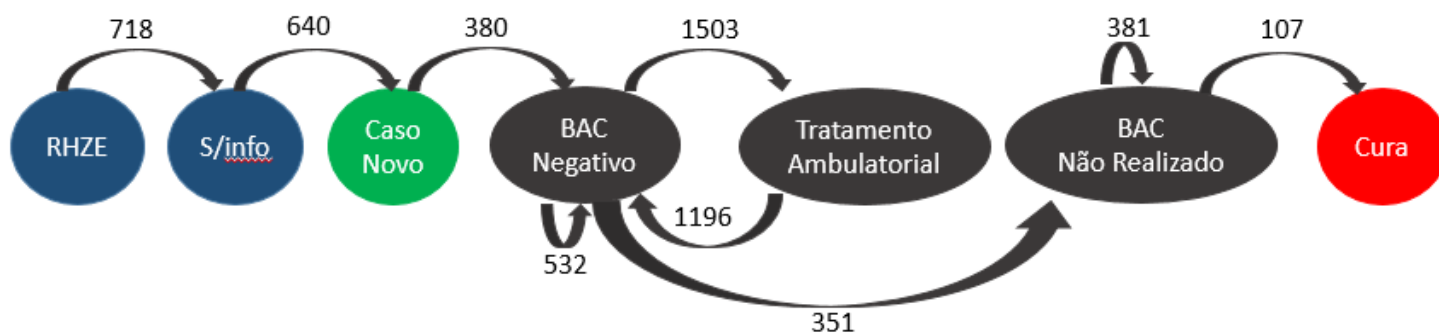 718
640
380
1503
381
107
RHZE
S/info
Caso
Novo
BAC
Negativo
Tratamento
Ambulatorial
BAC
Não Realizado
Cura
1196
532
351